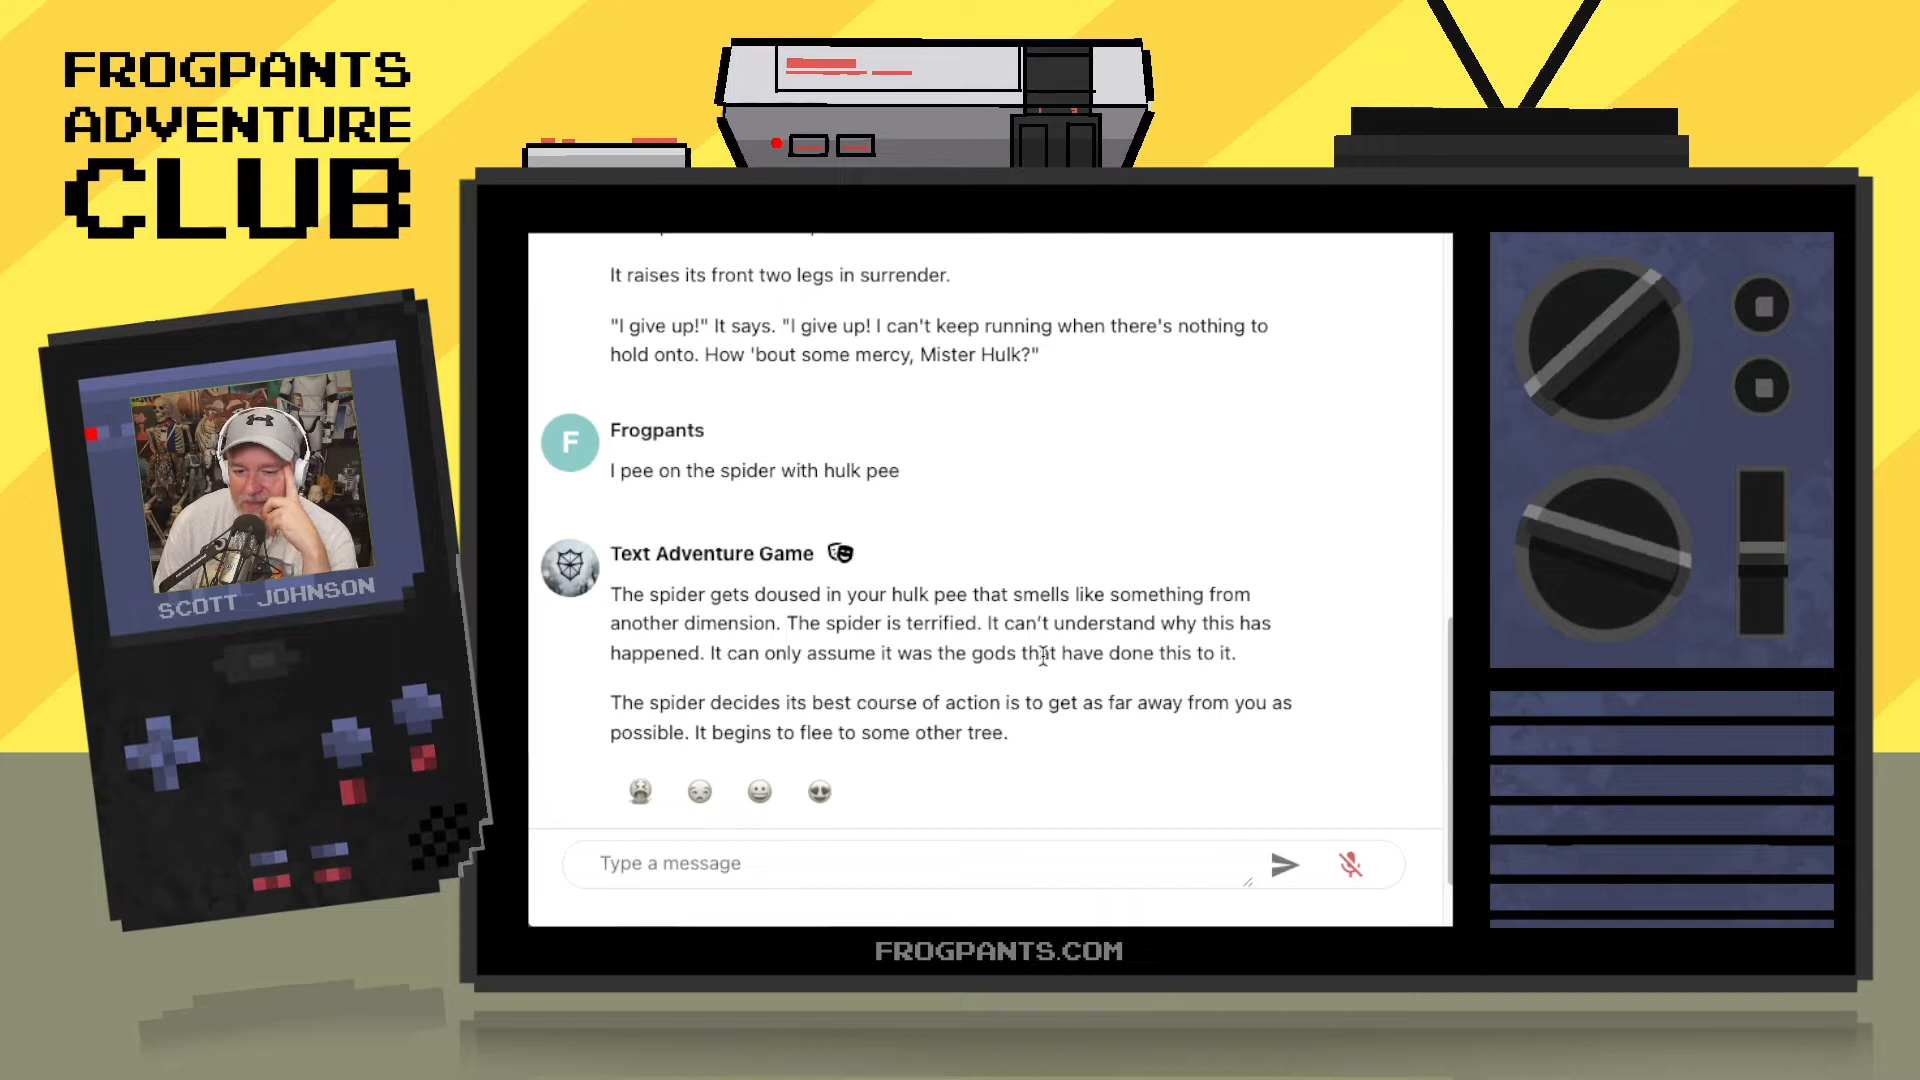 FROGPANTS
ADVENTURE
CLUB
SCOTT JOHNSON
It raises its front two legs in surrender.
"I give up!" It says. "I give up! I can't keep running when there's nothing to
hold onto. How 'bout some mercy, Mister Hulk?"
F
Frogpants
I pee on the spider with hulk pee
Text Adventure Game
The spider gets doused in your hulk pee that smells like something from
another dimension. The spider is terrified. It can't understand why this has
happened. It can only assume it was the gods that have done this to it.
The spider decides its best course of action is to get as far away from you as
possible. It begins to flee to some other tree.
Type a message
FROGPANTS.COM